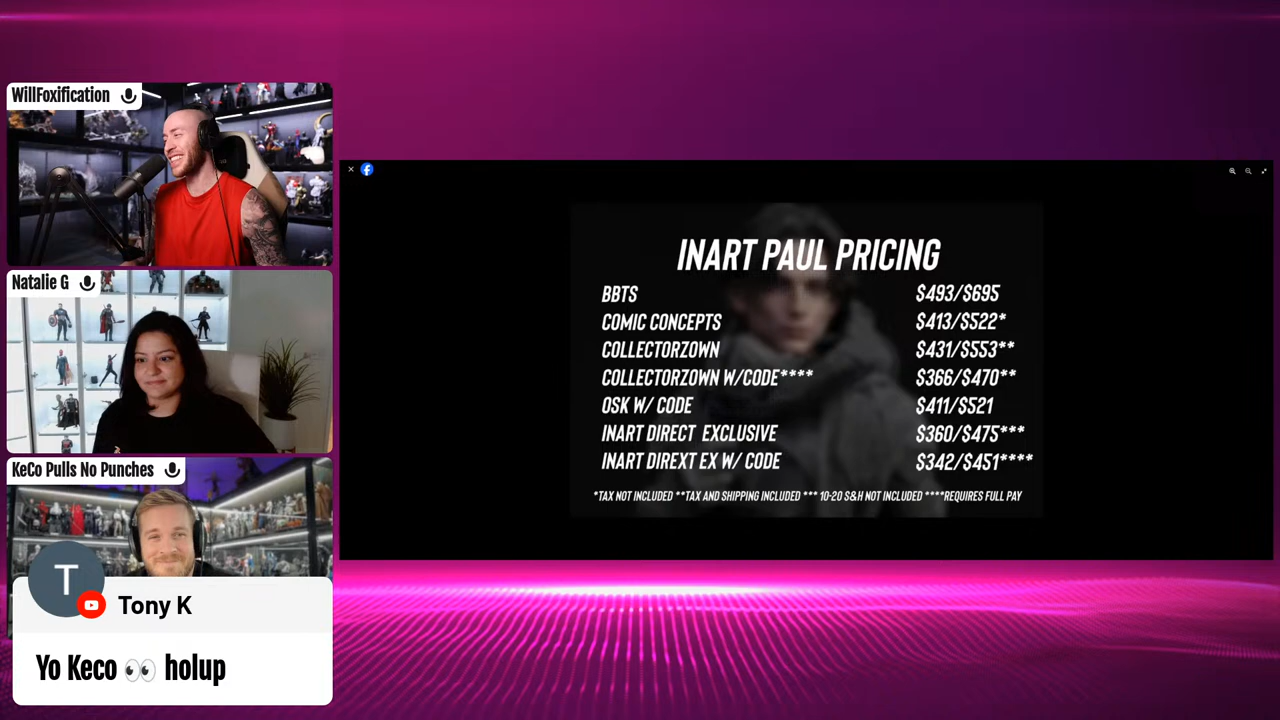 WillFoxification
Natalie G
KeCo Pulls No Punches
T
Tony K
Yo Keco 👀 holup
INART PAUL PRICING
BBTS $493/$695
COMIC CONCEPTS $413/$522*
COLLECTORZOWN $431/$553**
COLLECTORZOWN W/CODE**** $366/$470**
OSK W/ CODE $411/$521
INART DIRECT EXCLUSIVE $360/$475***
INART DIREXT EX W/ CODE $342/$451****
*TAX NOT INCLUDED **TAX AND SHIPPING INCLUDED *** 10-20 S&H NOT INCLUDED ****REQUIRES FULL PAY